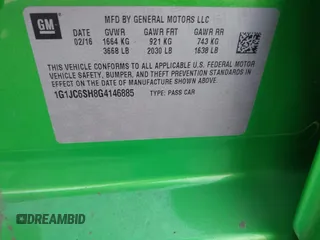 GM
MFD BY GENERAL MOTORS LLC
DATE GVWR GAWR FRT GAWR RR
02/16 1664 KG 921 KG 743 KG
3668 LB 2030 LB 1638 LB
THIS VEHICLE CONFORMS TO ALL APPLICABLE U.S. FEDERAL MOTOR
VEHICLE SAFETY, BUMPER, AND THEFT PREVENTION STANDARDS
IN EFFECT ON THE DATE OF MANUFACTURE SHOWN ABOVE.
1G1JC6SH8G4146885 TYPE: PASS CAR
DREAMBID